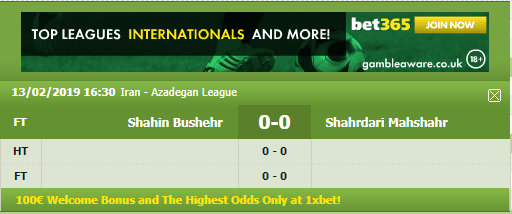 TOP LEAGUES INTERNATIONALS AND MORE!
bet365 JOIN NOW
gambleaware.co.uk 18+
13/02/2019 16:30 Iran - Azadegan League
FT Shahin Bushehr 0-0 Shahrdari Mahshahr
HT 0 - 0
FT 0 - 0
100€ Welcome Bonus and The Highest Odds Only at 1xbet!